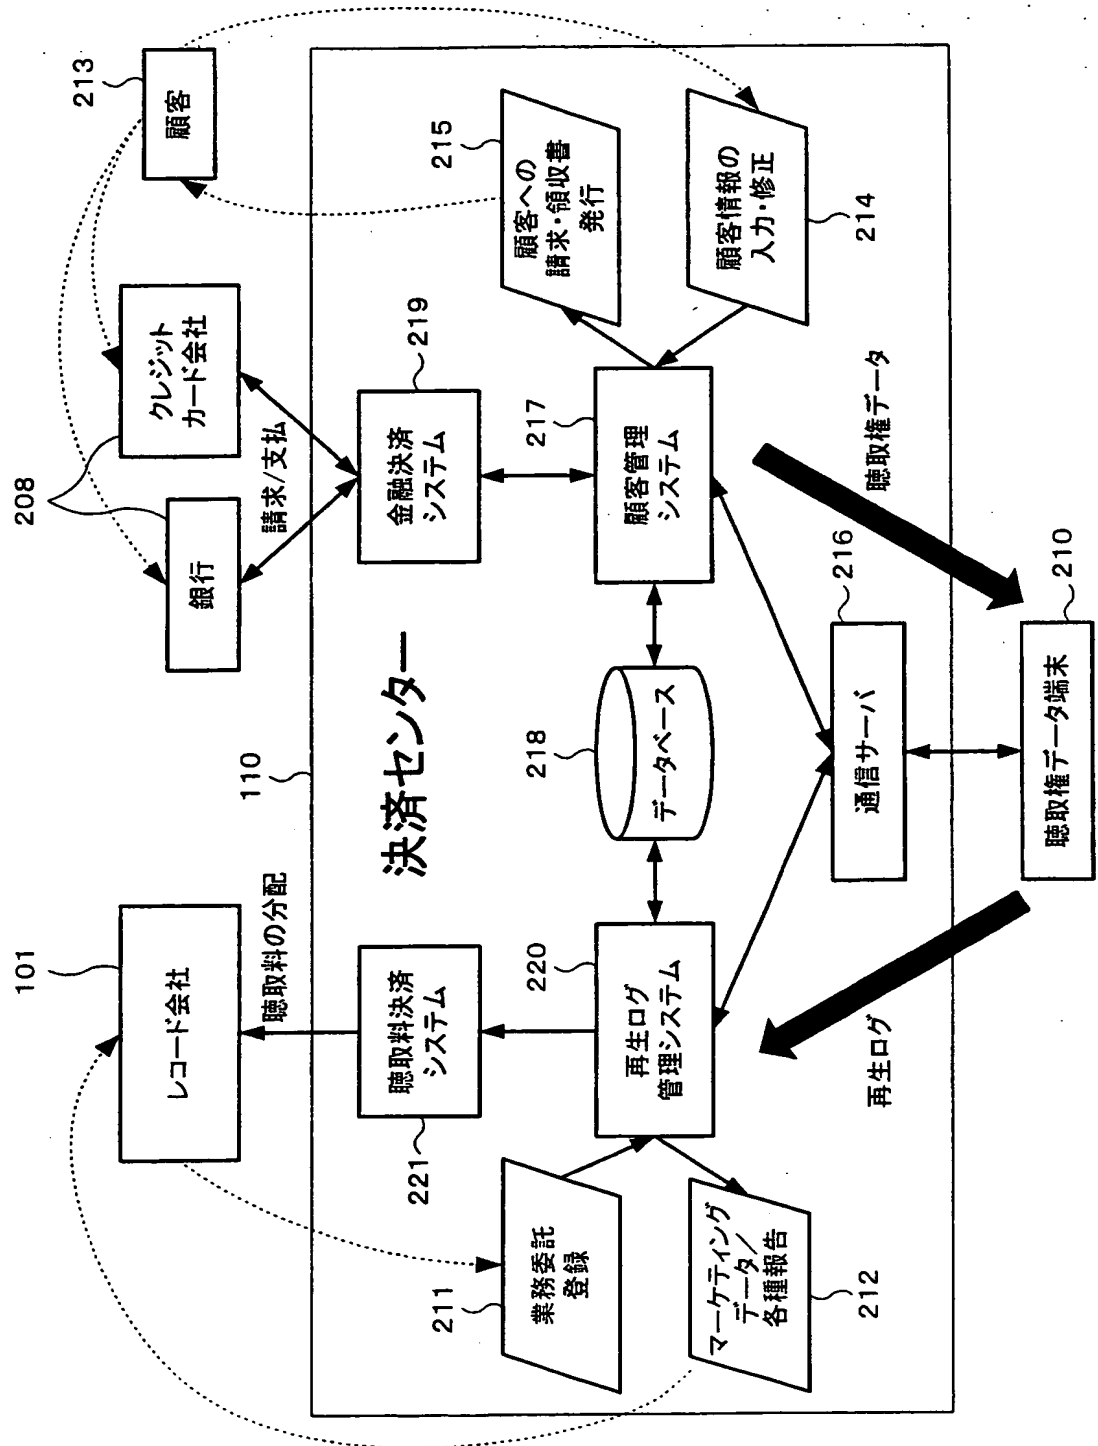 101
レコード会社
208
銀行
クレジット
カード会社
213
顧客
聴取料の分配
請求/支払
110
決済センター
221
聴取料決済
システム
219
金融決済
システム
211
業務委託
登録
215
顧客への
請求・領収書
発行
220
再生ログ
管理システム
218
データベース
217
顧客管理
システム
212
マーケティング
データ/
各種報告
214
顧客情報の
入力・修正
再生ログ
216
通信サーバ
聴取権データ
210
聴取権データ端末